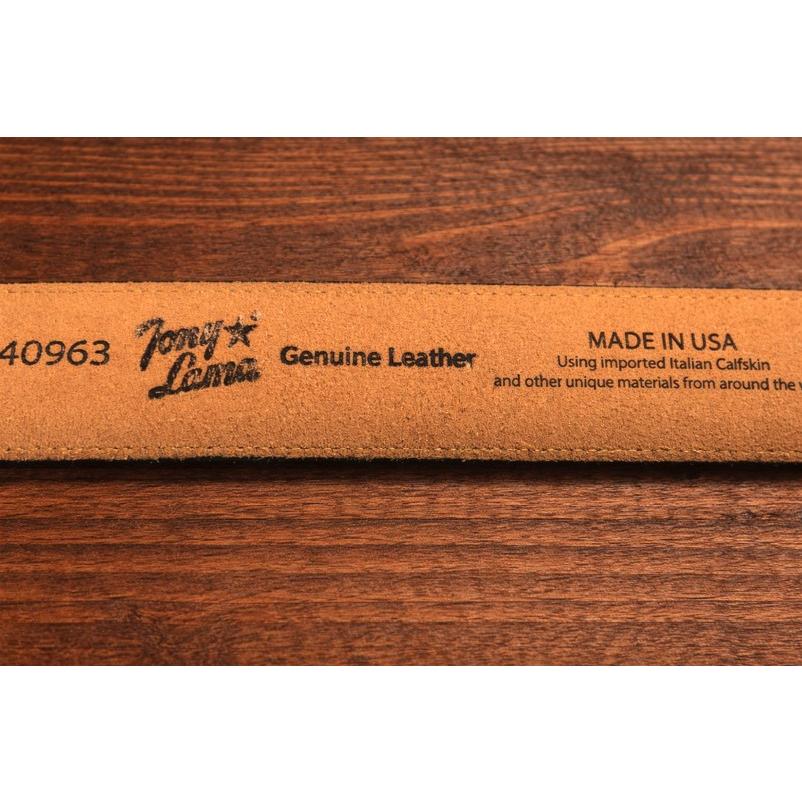 40963
Tony Lama
Genuine Leather
MADE IN USA
Using imported Italian Calfskin
and other unique materials from around the